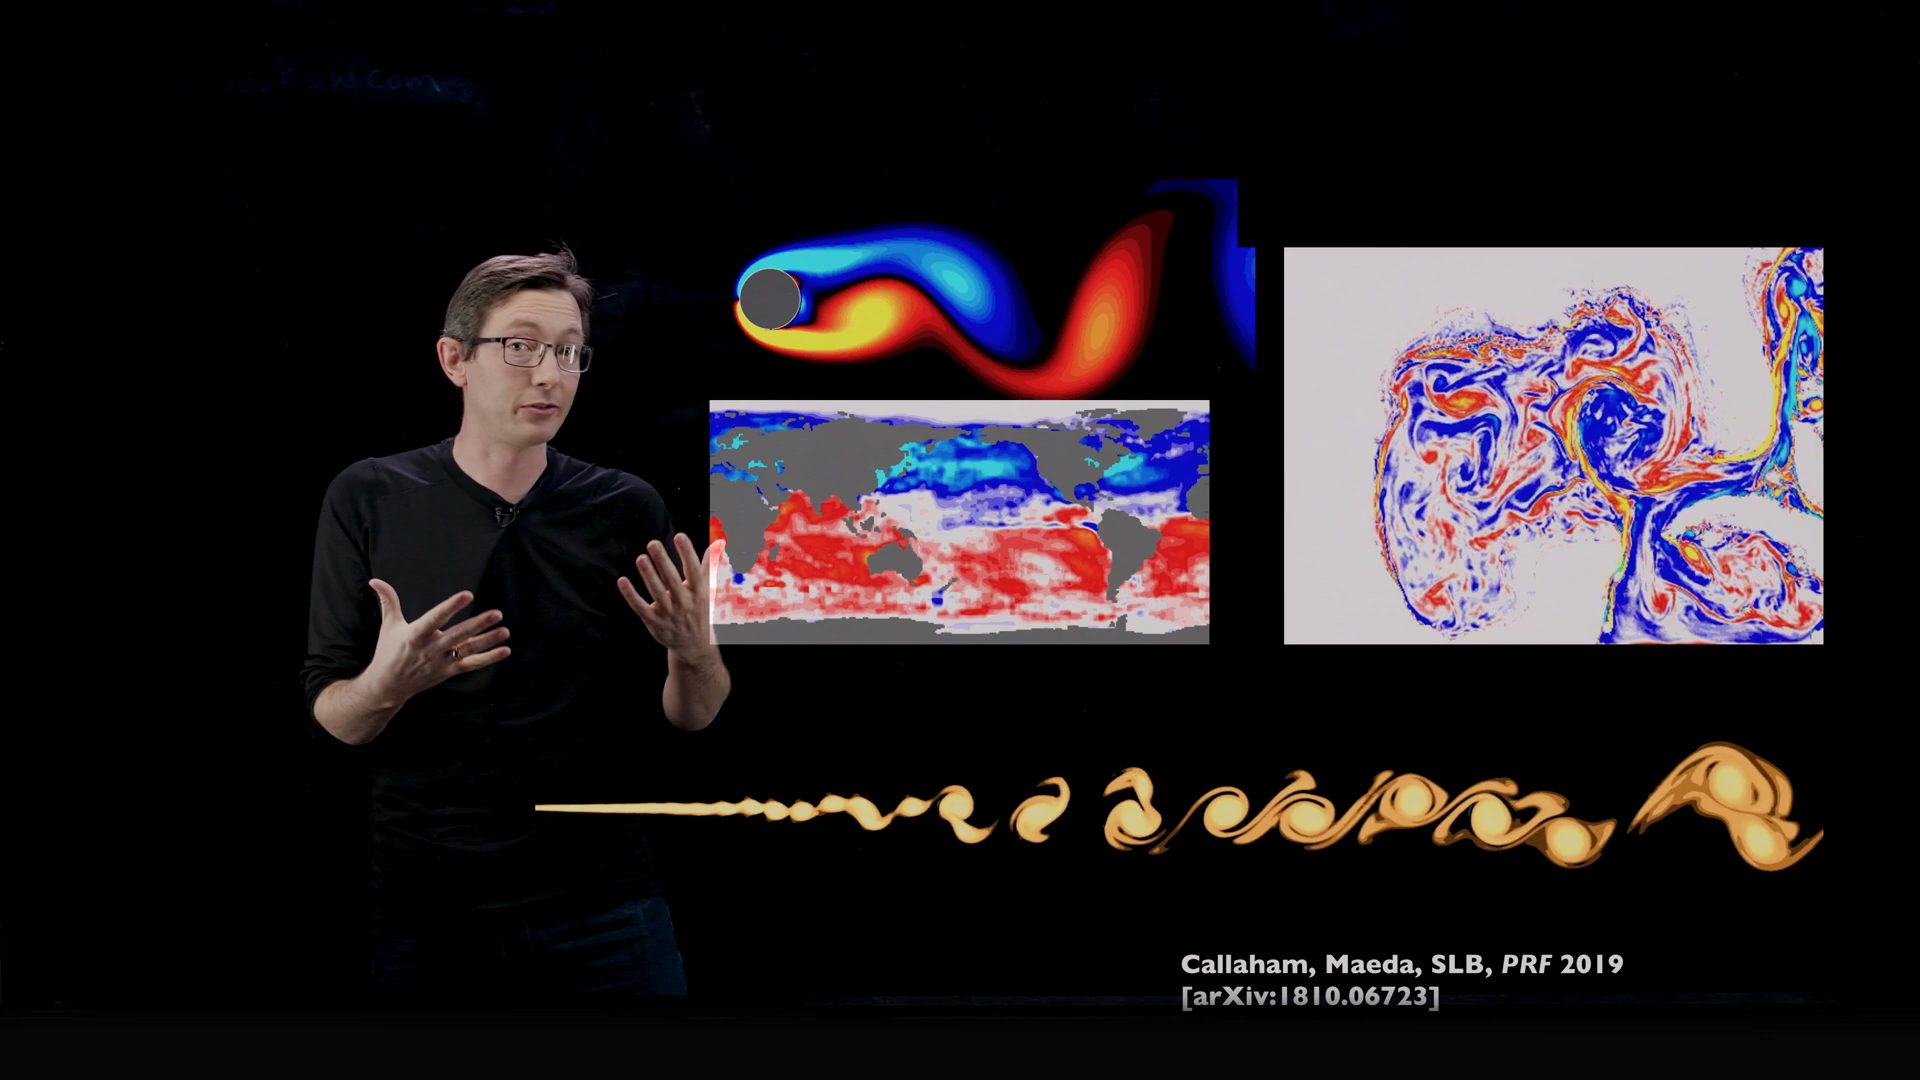 Callaham, Maeda, SLB, PRF 2019
[arXiv:1810.06723]